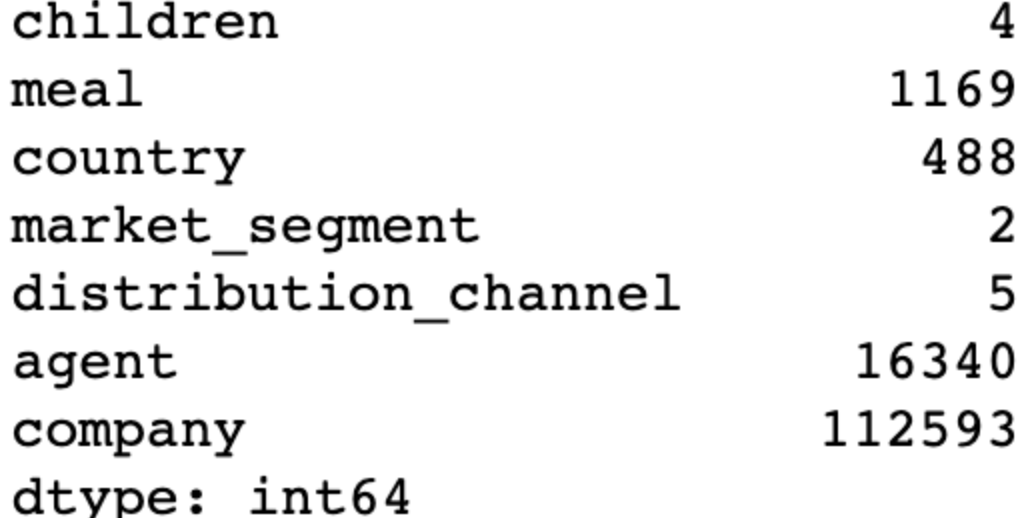 children 4
meal 1169
country 488
market_segment 2
distribution_channel 5
agent 16340
company 112593
dtype: int64